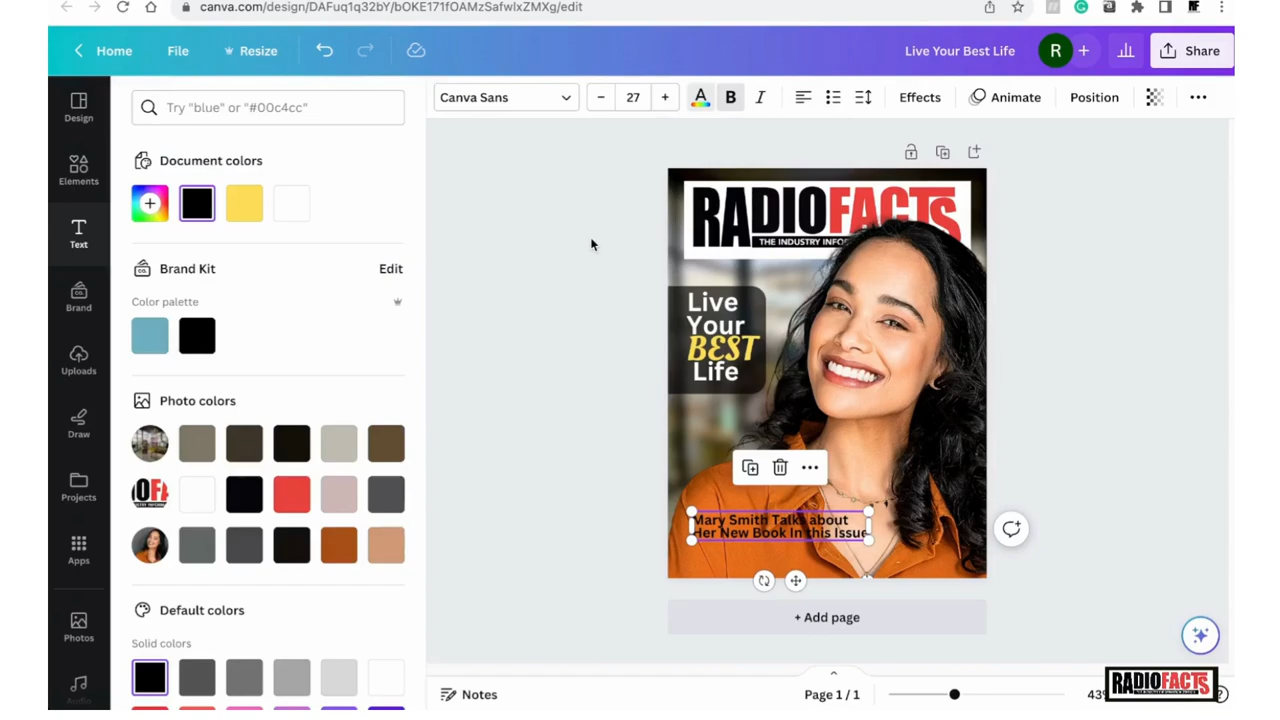 canva.com/design/DAFuq1q32bY/bOKE171fOAMzSafwIxZMXg/edit
Home
File
Resize
Live Your Best Life
R
+
Share
Design
Elements
Text
Brand
Uploads
Draw
Projects
Apps
Photos
Audio
Try "blue" or "#00c4cc"
Document colors
Brand Kit
Edit
Color palette
Photo colors
Default colors
Solid colors
Canva Sans
– 27 +
A B I
Effects
Animate
Position
RADIOFACTS
THE INDUSTRY
Live
Your
BEST
Life
Mary Smith Talks about
Her New Book In this Issue
+ Add page
Notes
Page 1 / 1
43%
RADIOFACTS